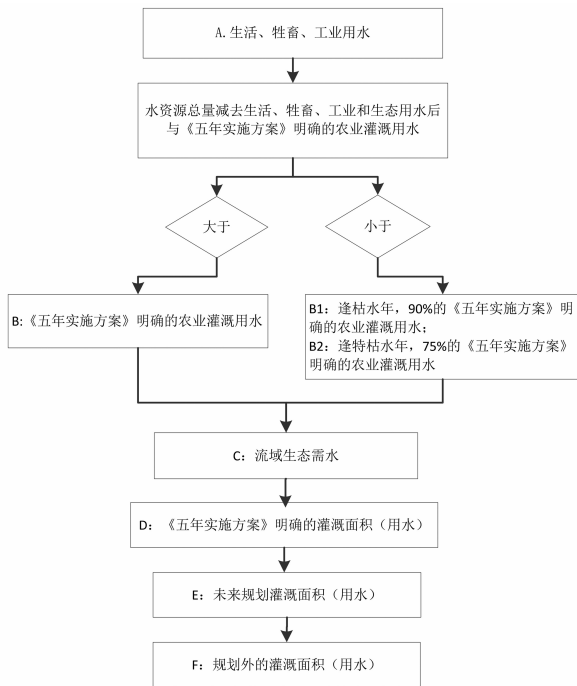 A.生活、牲畜、工业用水
水资源总量减去生活、牲畜、工业和生态用水后
与《五年实施方案》明确的农业灌溉用水
大于
小于
B:《五年实施方案》明确的农业灌溉用水
B1：逢枯水年，90%的《五年实施方案》明
确的农业灌溉用水；
B2：逢特枯水年，75%的《五年实施方案》
明确的农业灌溉用水
C：流域生态需水
D：《五年实施方案》明确的灌溉面积（用水）
E：未来规划灌溉面积（用水）
F：规划外的灌溉面积（用水）